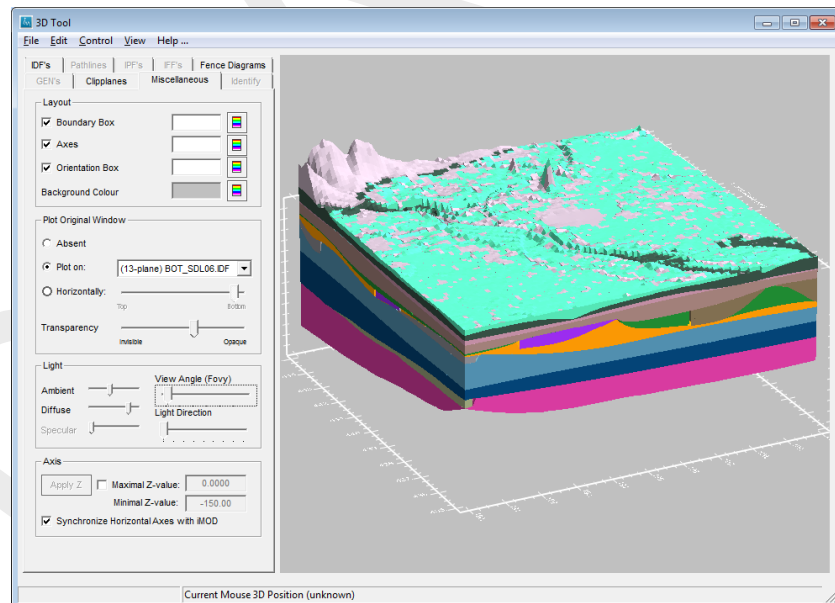 3D Tool
File Edit Control View Help ...
IDF's Pathlines IPF's IFF's Fence Diagrams
GEN's Clipplanes Miscellaneous Identify
Layout
Boundary Box
Axes
Orientation Box
Background Colour
Plot Original Window
Absent
Plot on: (13-plane) BOT_SDL06.IDF
Horizontally:
Top Bottom
Transparency
Invisible Opaque
Light
Ambient View Angle (Fovy)
Diffuse Light Direction
Specular
Axis
Apply Z Maximal Z-value: 0.0000
Minimal Z-value: -150.00
Synchronize Horizontal Axes with iMOD
Current Mouse 3D Position (unknown)